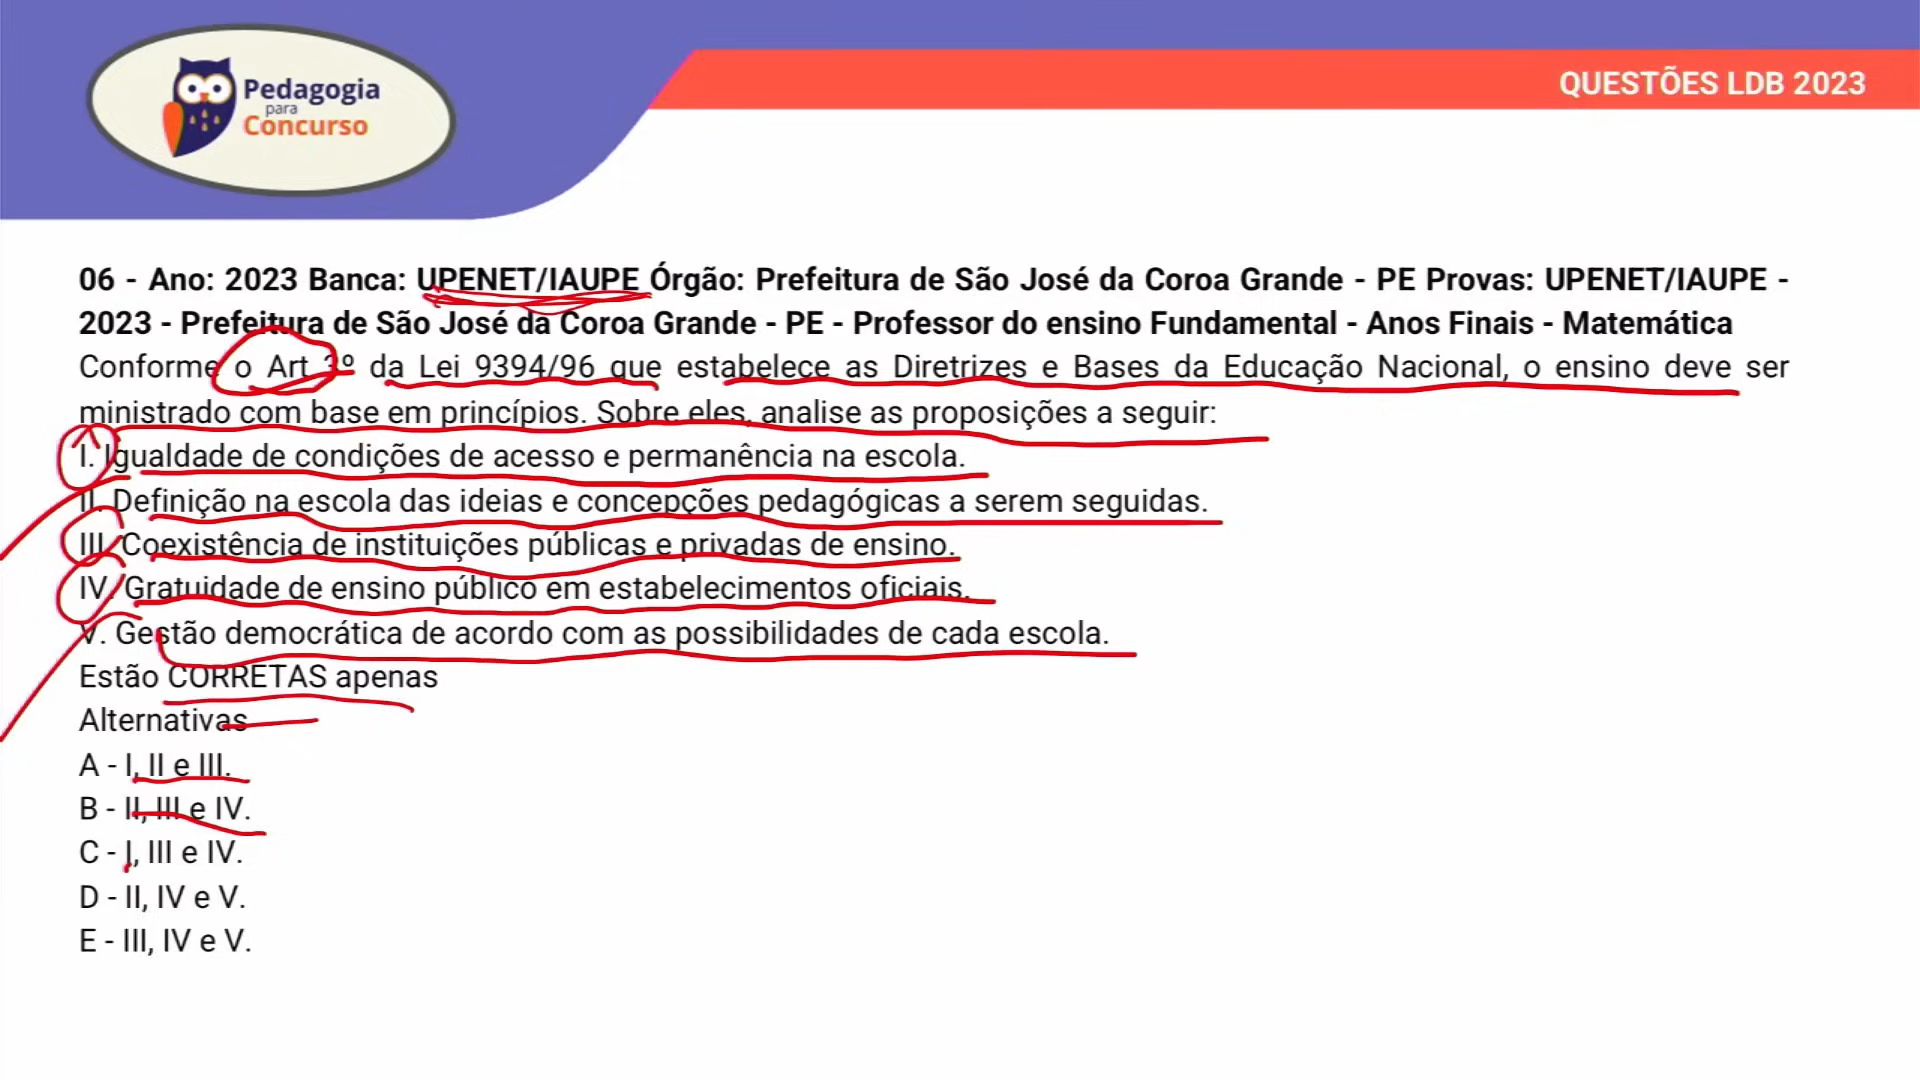 Pedagogia
para
Concurso
QUESTÕES LDB 2023
06 - Ano: 2023 Banca: UPENET/IAUPE Órgão: Prefeitura de São José da Coroa Grande - PE Provas: UPENET/IAUPE -
2023 - Prefeitura de São José da Coroa Grande - PE - Professor do ensino Fundamental - Anos Finais - Matemática
Conforme o Art 3º da Lei 9394/96 que estabelece as Diretrizes e Bases da Educação Nacional, o ensino deve ser
ministrado com base em princípios. Sobre eles, analise as proposições a seguir:
I. Igualdade de condições de acesso e permanência na escola.
II. Definição na escola das ideias e concepções pedagógicas a serem seguidas.
III. Coexistência de instituições públicas e privadas de ensino.
IV. Gratuidade de ensino público em estabelecimentos oficiais.
V. Gestão democrática de acordo com as possibilidades de cada escola.
Estão CORRETAS apenas
Alternativas
A - I, II e III.
B - II, III e IV.
C - I, III e IV.
D - II, IV e V.
E - III, IV e V.